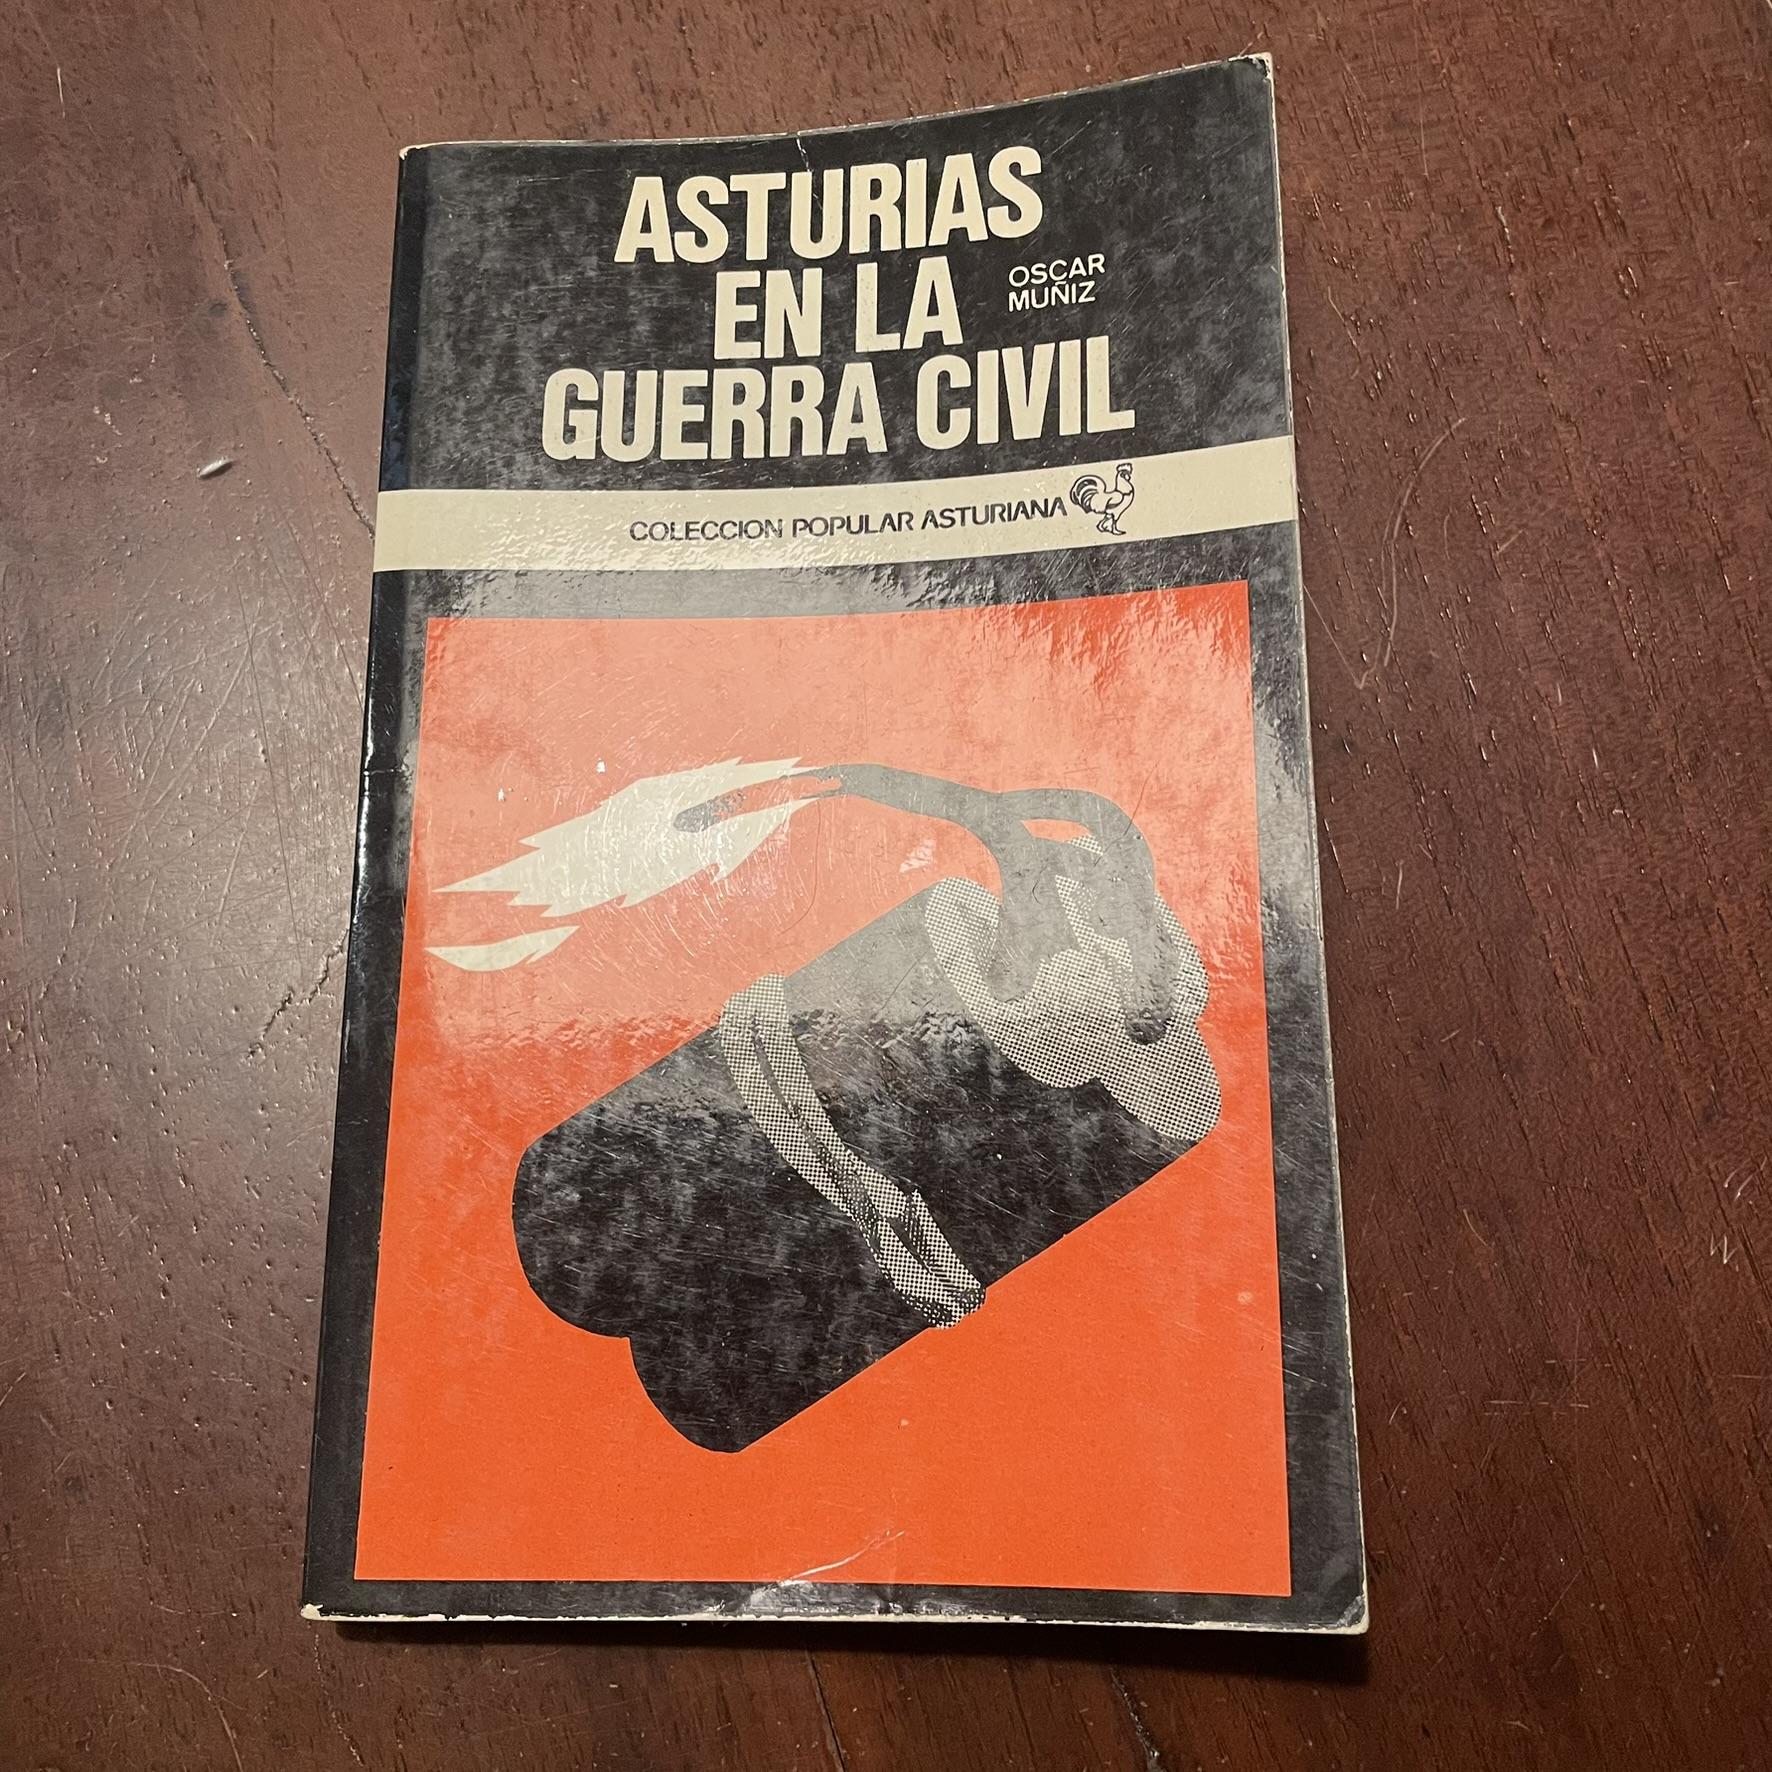 ASTURIAS
EN LA
OSCAR
MUÑIZ
GUERRA CIVIL
COLECCION POPULAR ASTURIANA